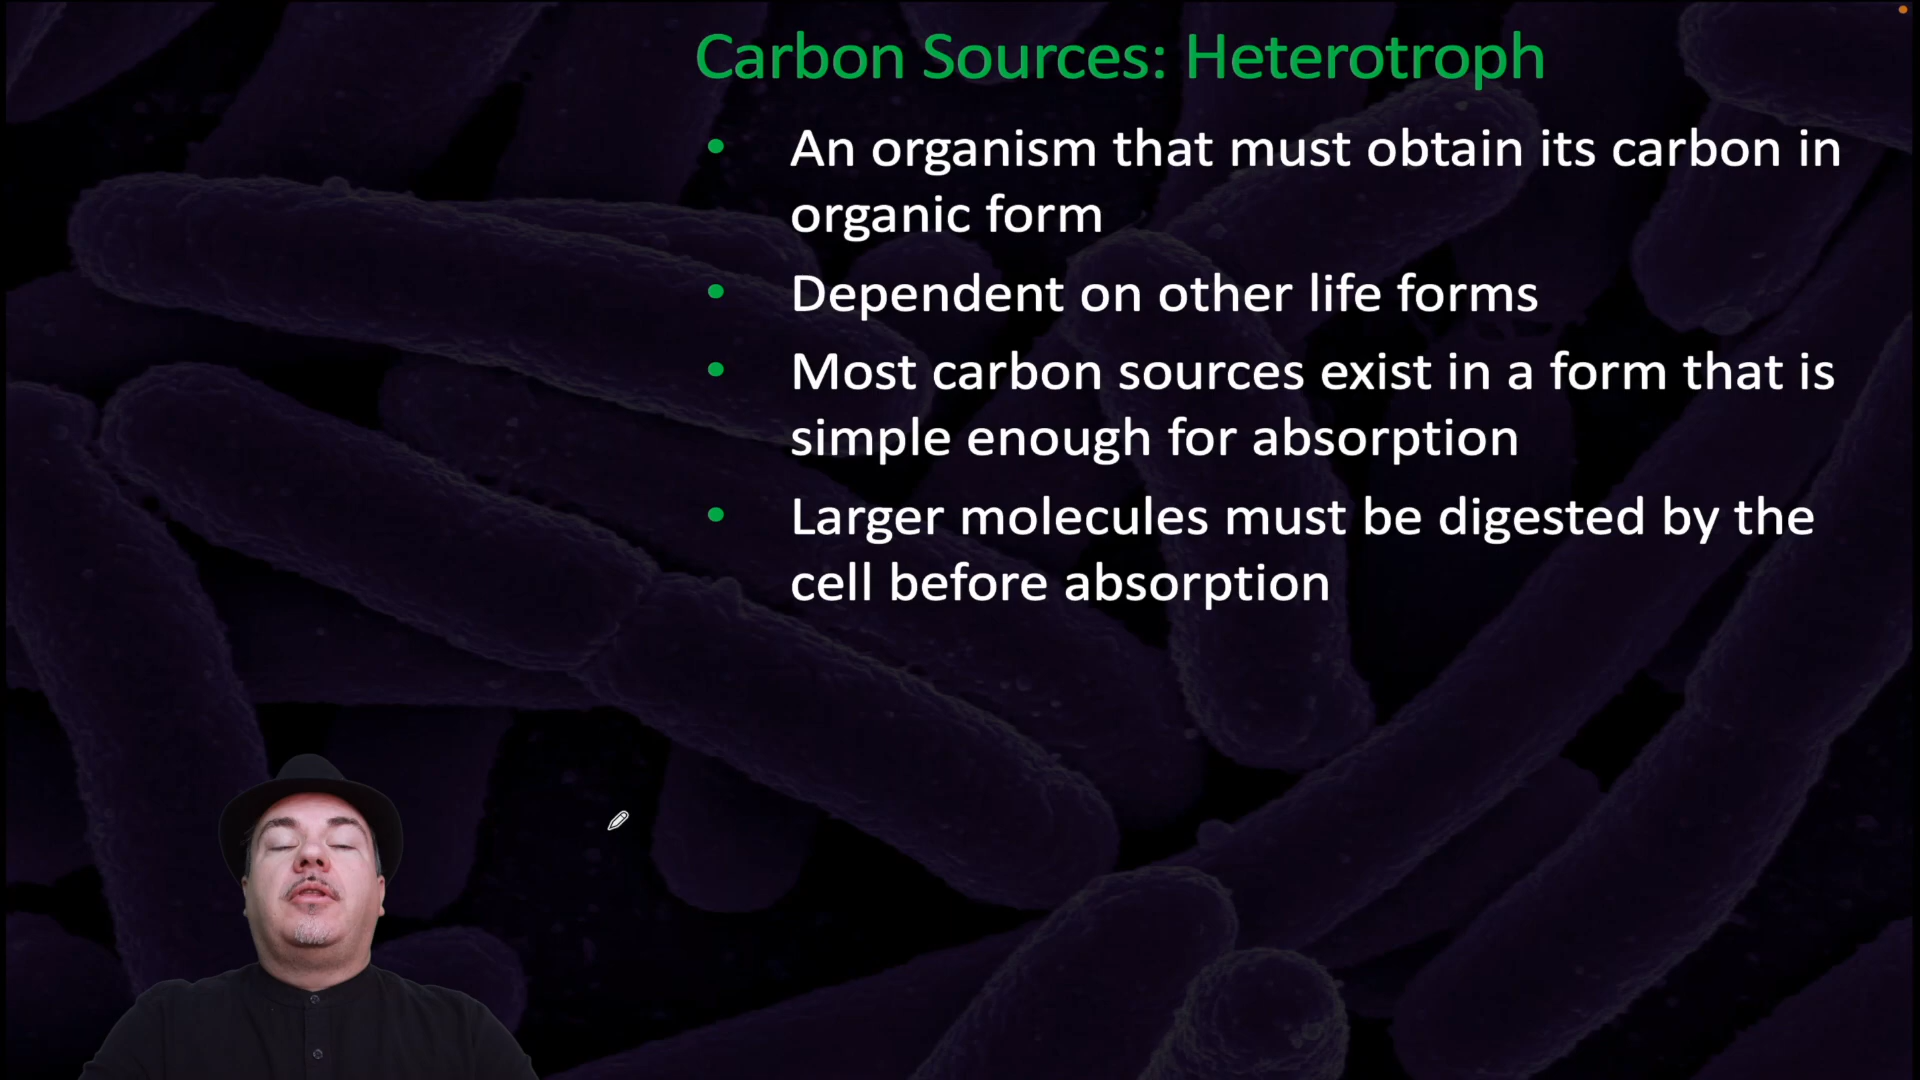 Carbon Sources: Heterotroph
• An organism that must obtain its carbon in
organic form
• Dependent on other life forms
• Most carbon sources exist in a form that is
simple enough for absorption
• Larger molecules must be digested by the
cell before absorption